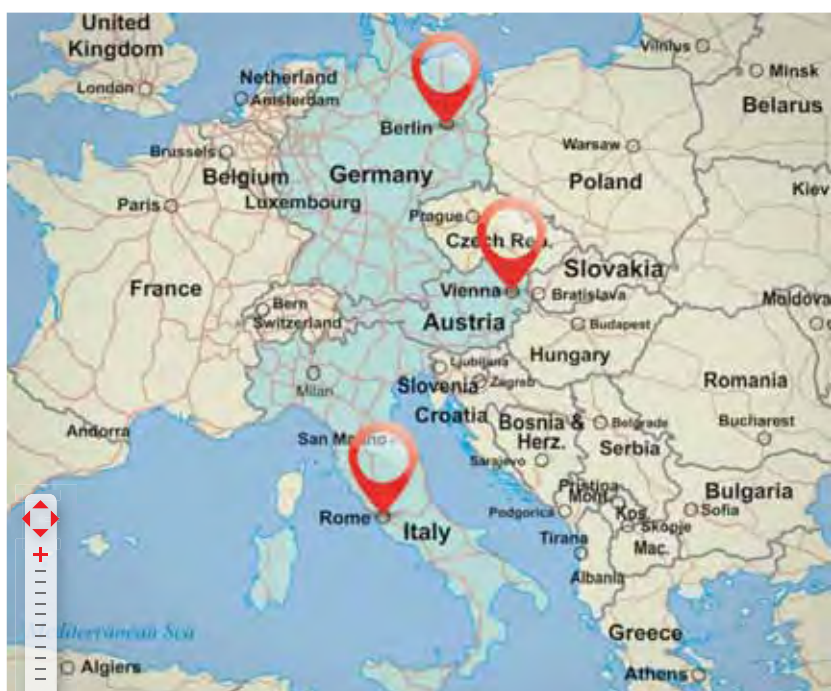 United
Kingdom
London
Netherland
Amsterdam
Berlin
Vilnius
Minsk
Belarus
Brussels
Belgium
Luxembourg
Germany
Warsaw
Poland
Kiev
Paris
Prague
Czech Rep.
Slovakia
France
Vienna
Bratislava
Bern
Switzerland
Austria
Budapest
Hungary
Moldova
Milan
Ljubljana
Slovenia
Zagreb
Romania
Croatia
Bosnia &
Herz.
Belgrade
Bucharest
Andorra
San Marino
Sarajevo
Serbia
Pristina
Mont.
Bulgaria
Rome
Italy
Podgorica
Kos.
Sofia
Skopje
Tirana
Mac.
Albania
Mediterranean Sea
Greece
Algiers
Athens